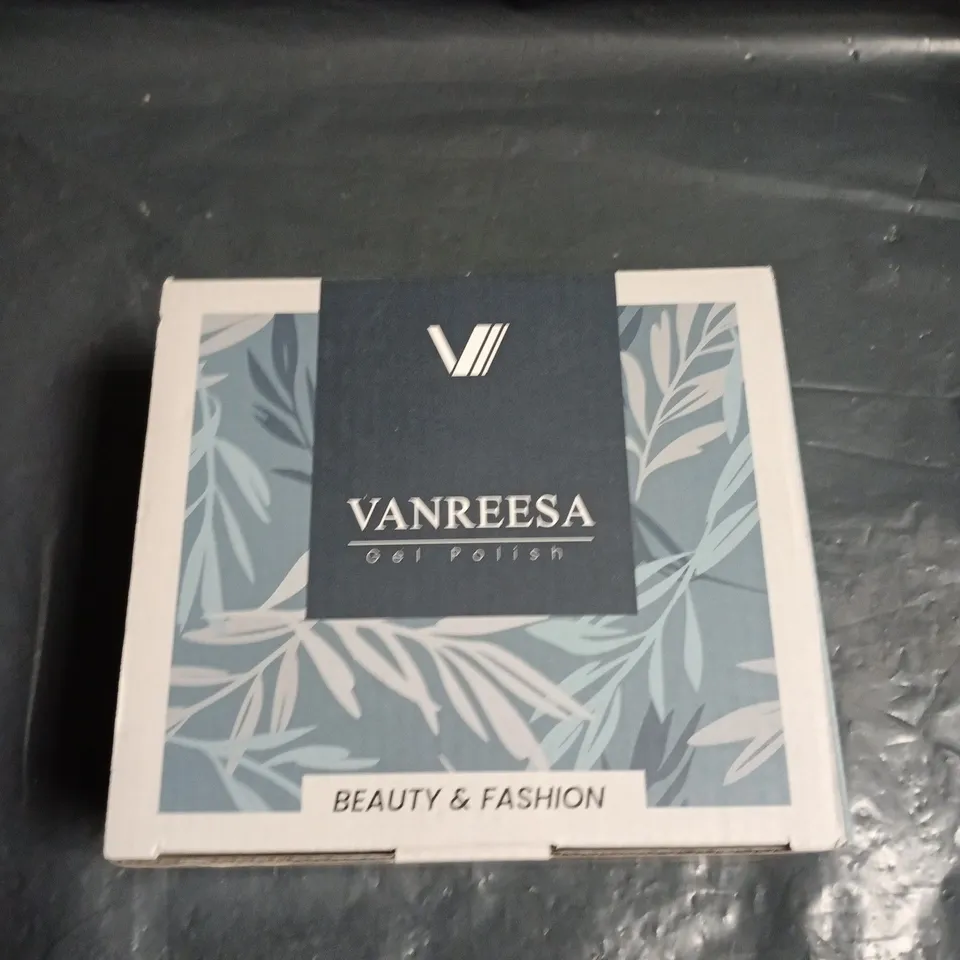 VANREESA
Gel Polish
BEAUTY & FASHION